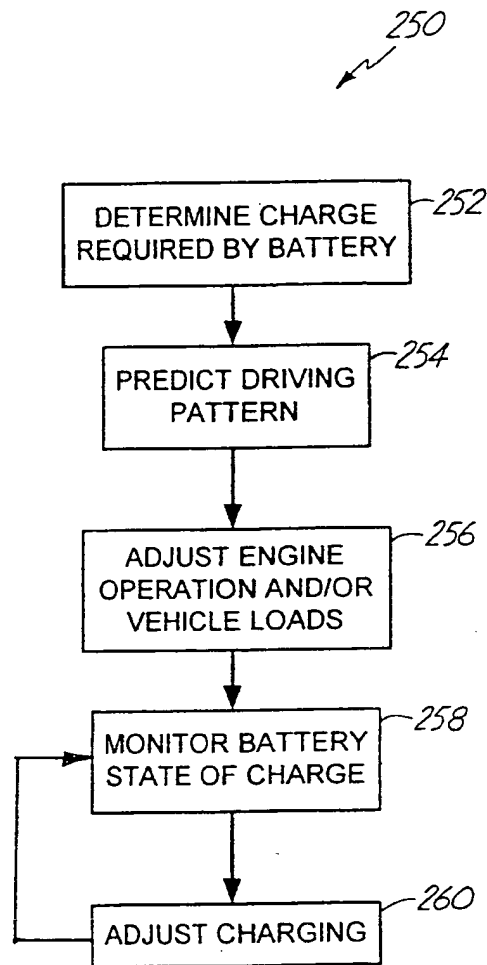 250
DETERMINE CHARGE
REQUIRED BY BATTERY
252
PREDICT DRIVING
PATTERN
254
ADJUST ENGINE
OPERATION AND/OR
VEHICLE LOADS
256
MONITOR BATTERY
STATE OF CHARGE
258
ADJUST CHARGING
260